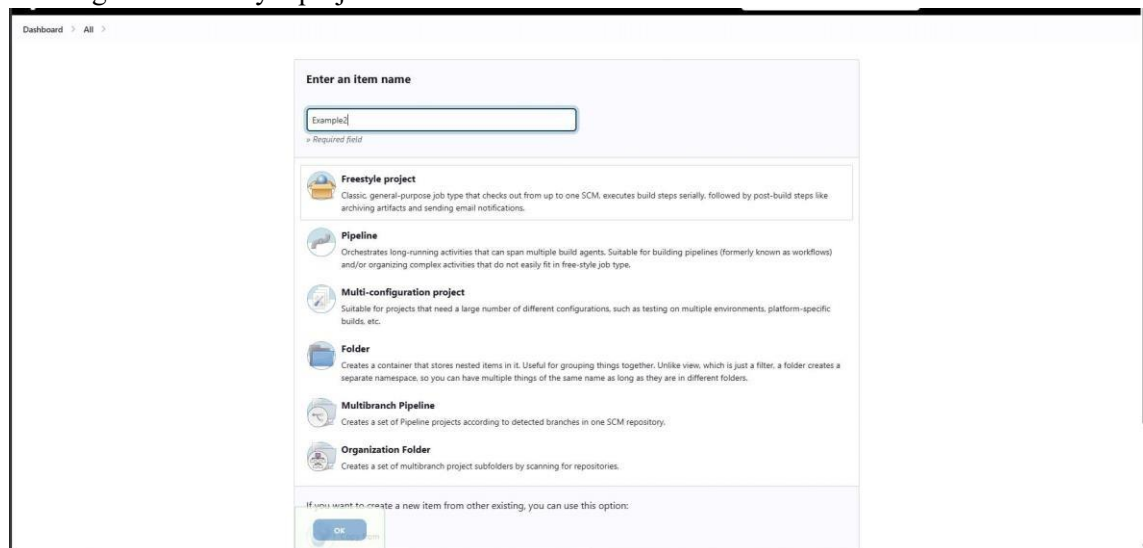 Dashboard > All >
Enter an item name
Example2
» Required field
Freestyle project
Classic, general-purpose job type that checks out from up to one SCM, executes build steps serially, followed by post-build steps like
archiving artifacts and sending email notifications.
Pipeline
Orchestrates long-running activities that can span multiple build agents. Suitable for building pipelines (formerly known as workflows)
and/or organizing complex activities that do not easily fit in free-style job type.
Multi-configuration project
Suitable for projects that need a large number of different configurations, such as testing on multiple environments, platform-specific
builds, etc.
Folder
Creates a container that stores nested items in it. Useful for grouping things together. Unlike view, which is just a filter, a folder creates a
separate namespace, so you can have multiple things of the same name as long as they are in different folders.
Multibranch Pipeline
Creates a set of Pipeline projects according to detected branches in one SCM repository.
Organization Folder
Creates a set of multibranch project subfolders by scanning for repositories.
If you want to create a new item from other existing, you can use this option:
OK